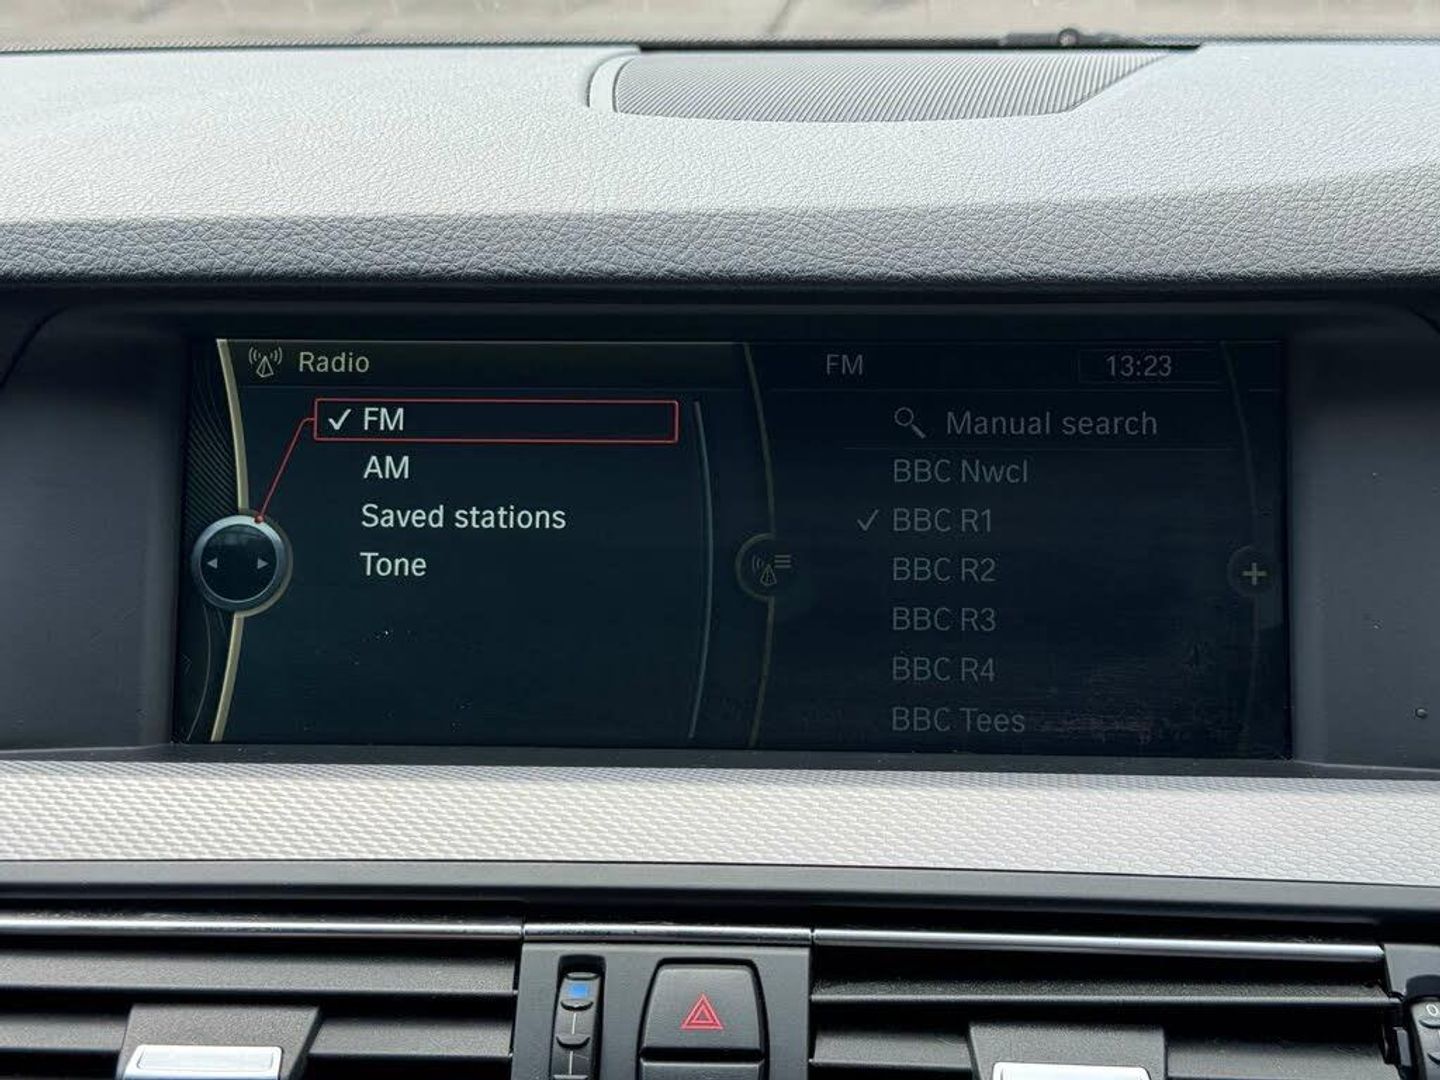 Radio
FM
13:23
✓ FM
AM
Saved stations
Tone
Manual search
BBC Nwcl
✓ BBC R1
BBC R2
BBC R3
BBC R4
BBC Tees
0